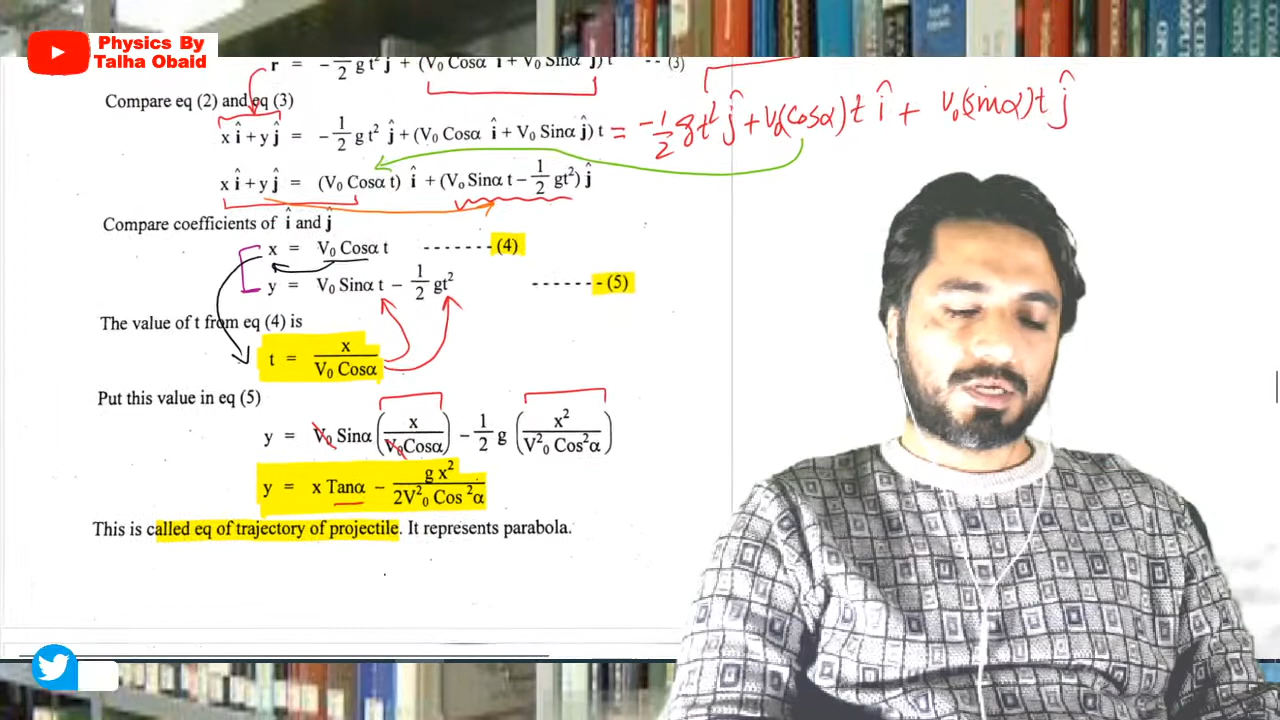 Physics By
Talha Obaid
r = − 1/2 g t² j + (V₀ Cosα i + V₀ Sinα j) t - - (3)
Compare eq (2) and eq (3)
x î + y ĵ = − 1/2 g t² ĵ + (V₀ Cosα î + V₀ Sinα ĵ) t = −1/2 gt² ĵ + V₀(cosα)t î + V₀(sinα)t ĵ
x î + y ĵ = (V₀ Cosα t) î + (V₀ Sinα t − 1/2 gt²) ĵ
Compare coefficients of î and ĵ
x = V₀ Cosα t - - - - - - - (4)
y = V₀ Sinα t − 1/2 gt² - - - - - - - (5)
The value of t from eq (4) is
t = x / V₀ Cosα
Put this value in eq (5)
y = V₀ Sinα (x / V₀Cosα) − 1/2 g (x² / V²₀ Cos²α)
y = x Tanα − g x² / 2V²₀ Cos ²α
This is called eq of trajectory of projectile. It represents parabola.